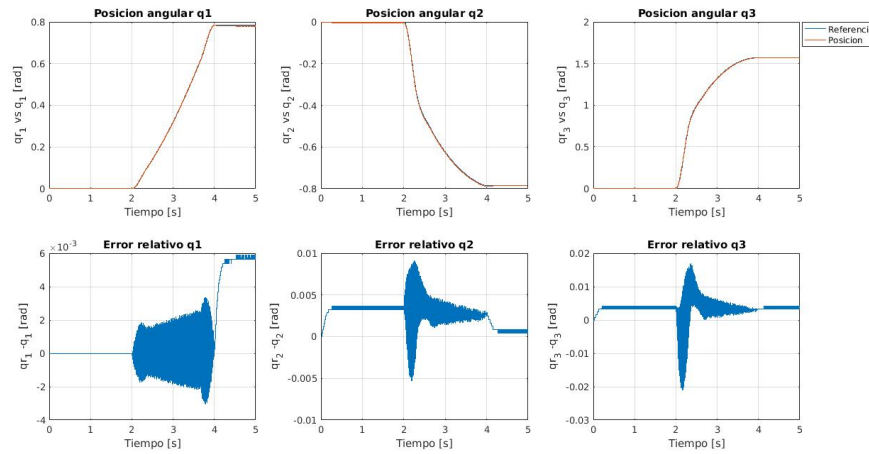 Posicion angular q1
qr1 vs q1 [rad]
0.8
0.6
0.4
0.2
0
0 1 2 3 4 5
Tiempo [s]
Posicion angular q2
qr2 vs q2 [rad]
0
-0.2
-0.4
-0.6
-0.8
0 1 2 3 4 5
Tiempo [s]
Posicion angular q3
qr3 vs q3 [rad]
2
1.5
1
0.5
0
0 1 2 3 4 5
Tiempo [s]
Referenci
Posicion
Error relativo q1
×10-3
qr1 -q1 [rad]
6
4
2
0
-2
-4
0 1 2 3 4 5
Tiempo [s]
Error relativo q2
qr2 -q2 [rad]
0.01
0.005
0
-0.005
-0.01
0 1 2 3 4 5
Tiempo [s]
Error relativo q3
qr3 -q3 [rad]
0.02
0.01
0
-0.01
-0.02
-0.03
0 1 2 3 4 5
Tiempo [s]